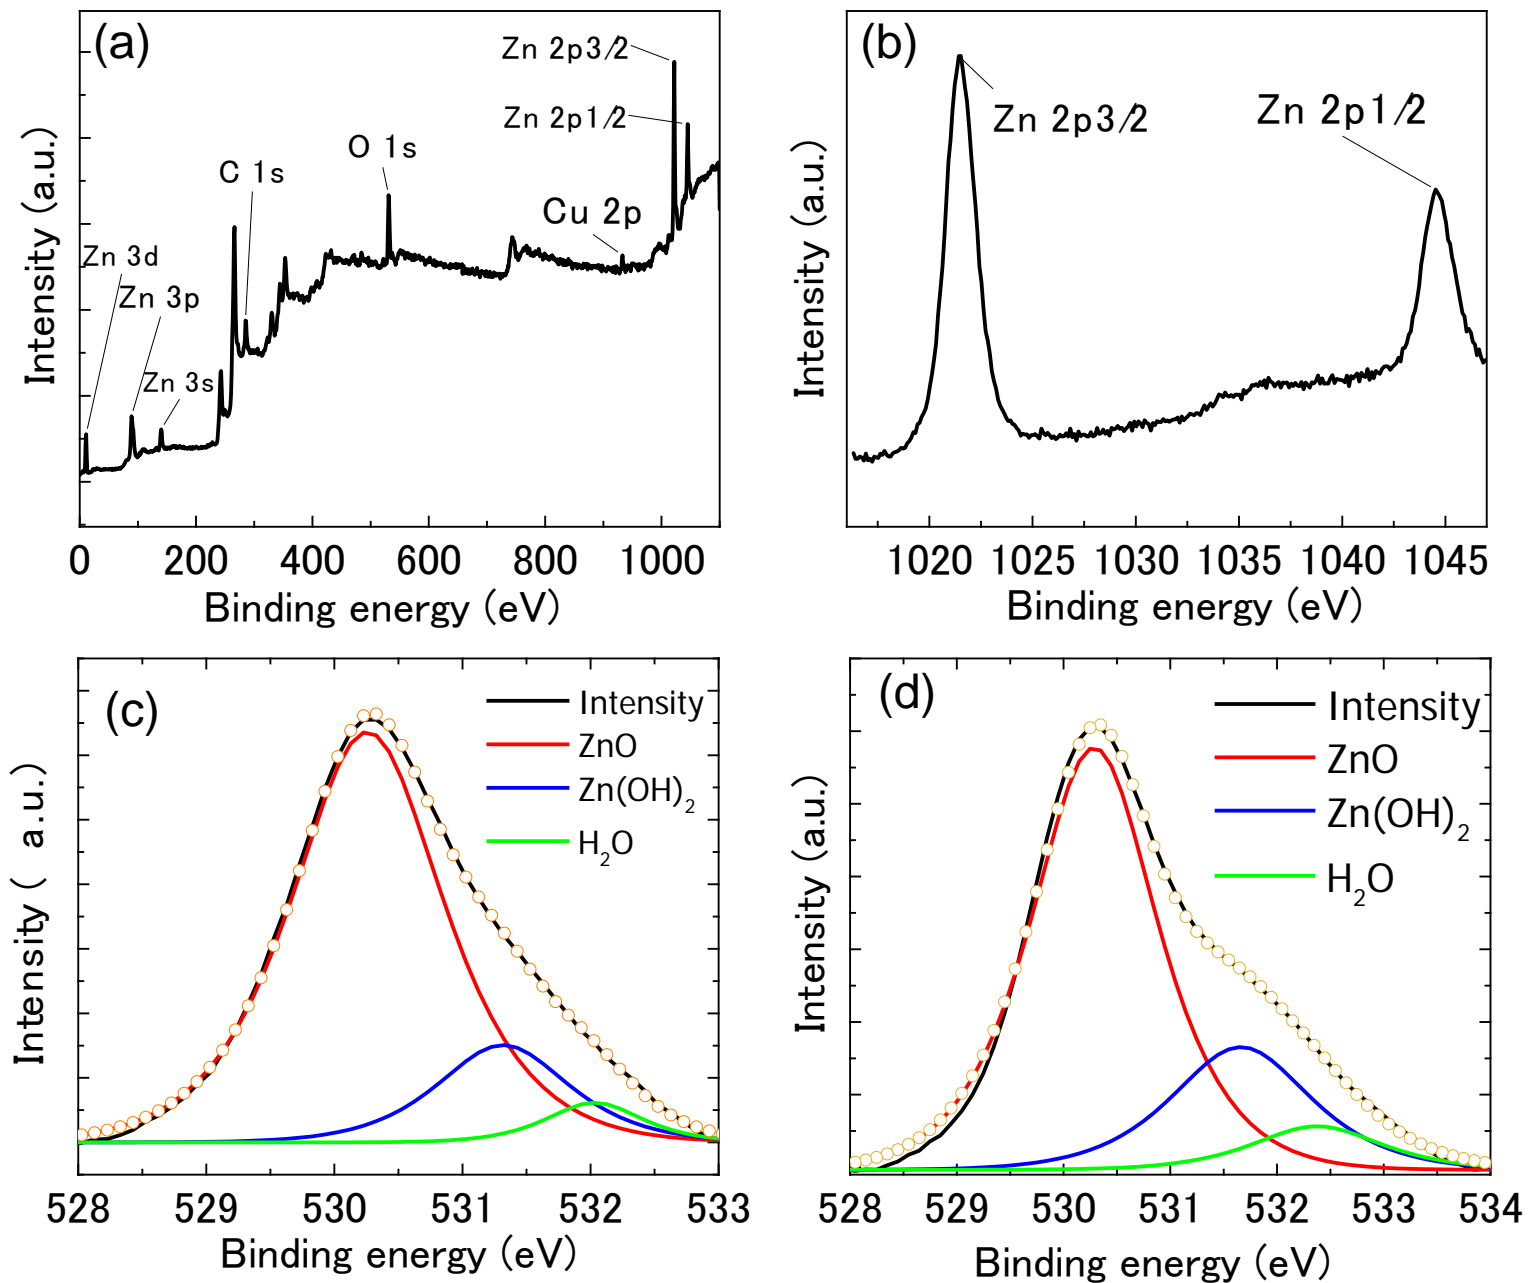 (a)
Zn 2p3/2
Zn 2p1/2
O 1s
C 1s
Cu 2p
Zn 3d
Zn 3p
Zn 3s
Intensity (a.u.)
0 200 400 600 800 1000
Binding energy (eV)
(b)
Zn 2p3/2
Zn 2p1/2
Intensity (a.u.)
1020 1025 1030 1035 1040 1045
Binding energy (eV)
(c)
Intensity
ZnO
Zn(OH)₂
H₂O
Intensity ( a.u.)
528 529 530 531 532 533
Binding energy (eV)
(d)
Intensity
ZnO
Zn(OH)₂
H₂O
Intensity (a.u.)
528 529 530 531 532 533 534
Binding energy (eV)